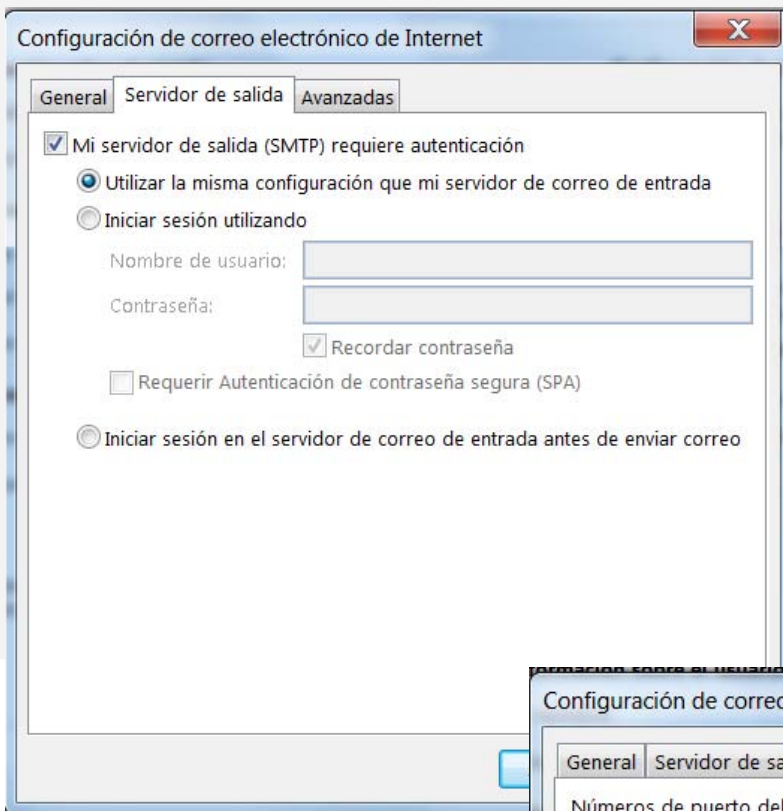 Configuración de correo electrónico de Internet
General Servidor de salida Avanzadas
Mi servidor de salida (SMTP) requiere autenticación
Utilizar la misma configuración que mi servidor de correo de entrada
Iniciar sesión utilizando
Nombre de usuario:
Contraseña:
Recordar contraseña
Requerir Autenticación de contraseña segura (SPA)
Iniciar sesión en el servidor de correo de entrada antes de enviar correo
sobre el usuario
Configuración de correo
General Servidor de sa
Números de puerto del